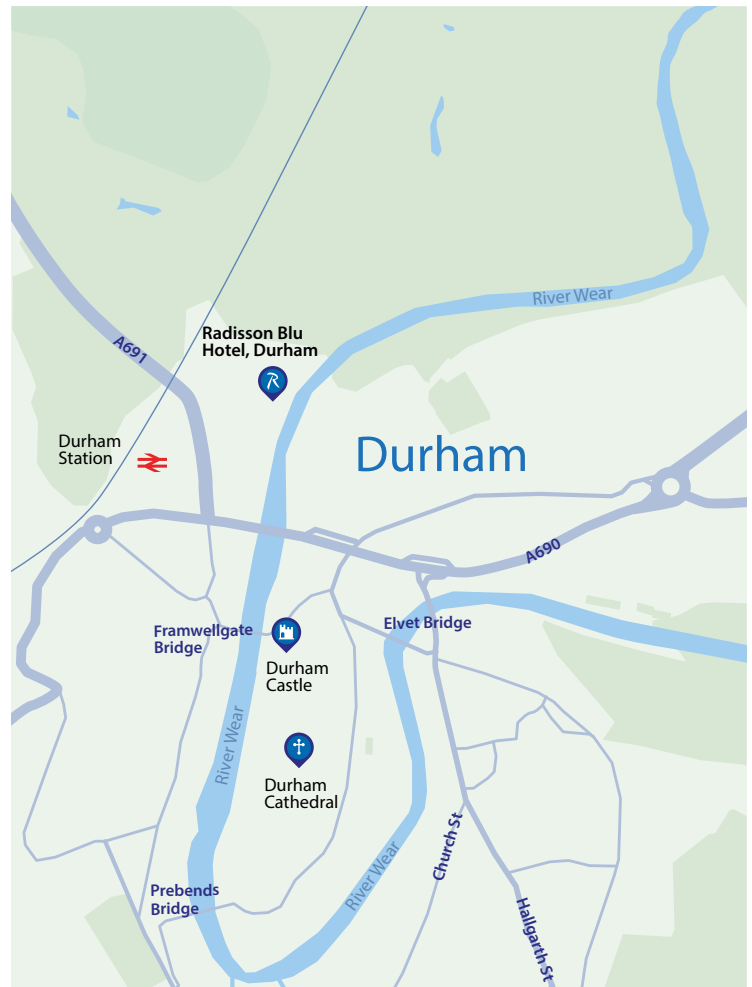 River Wear
Radisson Blu
Hotel, Durham
A691
Durham
Station
Durham
A690
Framwellgate
Bridge
Elvet Bridge
Durham
Castle
River Wear
Durham
Cathedral
Church St
River Wear
Prebends
Bridge
Hallgarth St